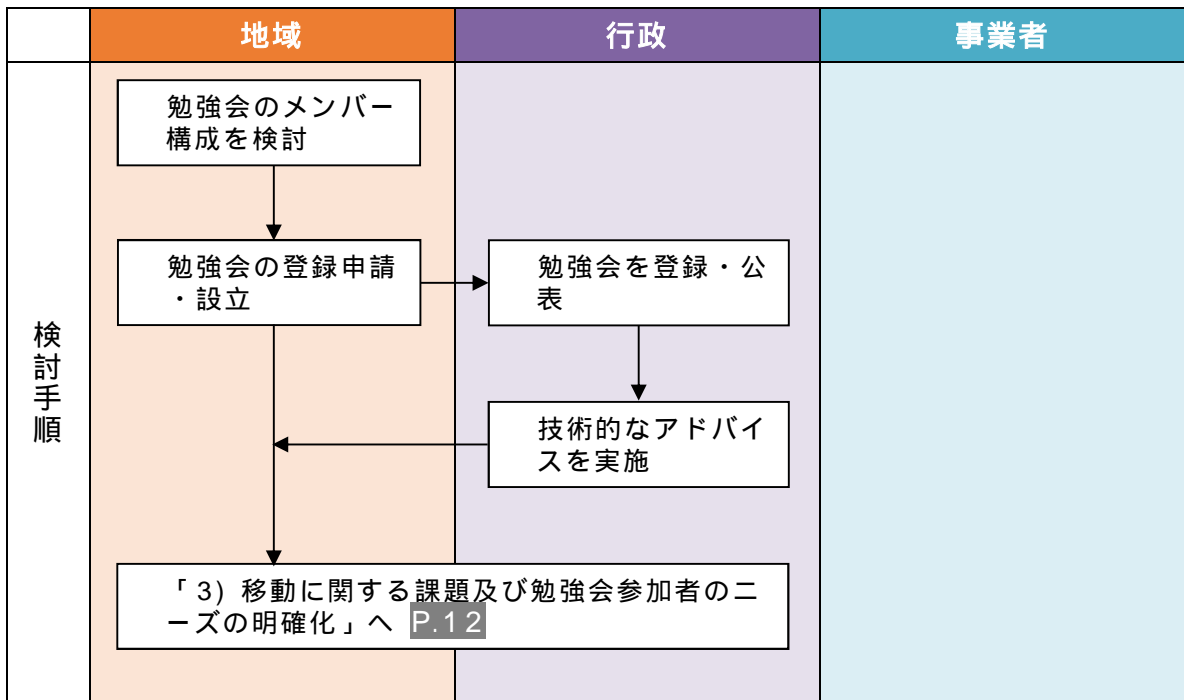 地域
行政
事業者
検討手順
勉強会のメンバー
構成を検討
勉強会の登録申請
・設立
勉強会を登録・公
表
技術的なアドバイ
スを実施
「3) 移動に関する課題及び勉強会参加者のニ
ーズの明確化」へ P.12